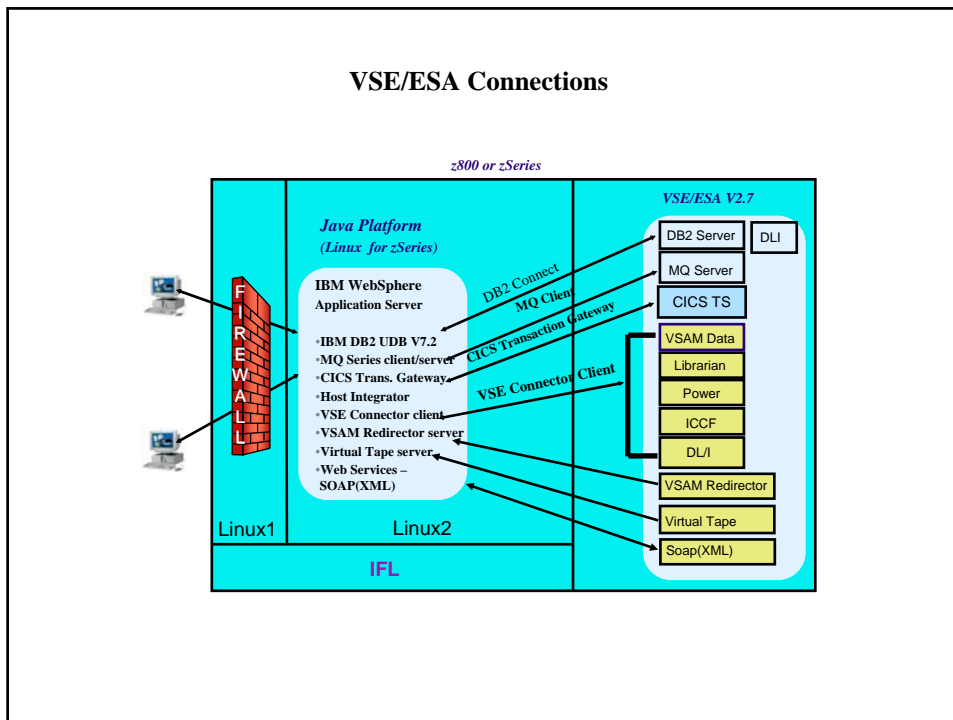 VSE/ESA Connections
z800 or zSeries
FIREWALL
Linux1
Java Platform
(Linux for zSeries)
IBM WebSphere
Application Server
•IBM DB2 UDB V7.2
•MQ Series client/server
•CICS Trans. Gateway
•Host Integrator
•VSE Connector client
•VSAM Redirector server
•Virtual Tape server
•Web Services –
SOAP(XML)
Linux2
IFL
DB2 Connect
MQ Client
CICS Transaction Gateway
VSE Connector Client
VSE/ESA V2.7
DB2 Server
DLI
MQ Server
CICS TS
VSAM Data
Librarian
Power
ICCF
DL/I
VSAM Redirector
Virtual Tape
Soap(XML)